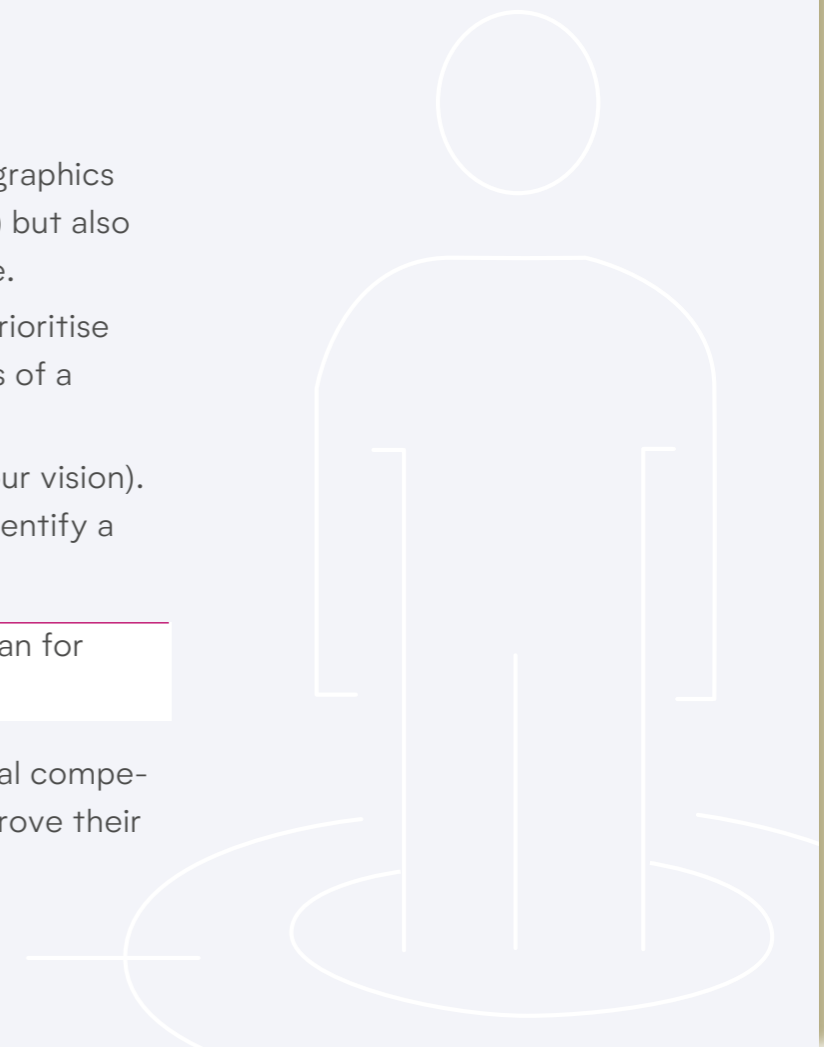 graphics
) but also
e.
rioritise
s of a
ur vision).
entify a
an for
al compe-
rove their